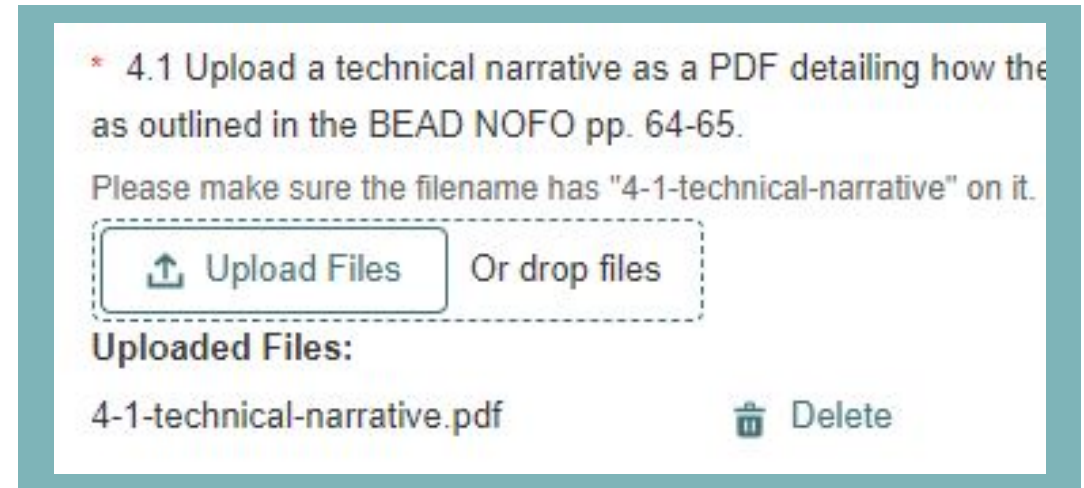 * 4.1 Upload a technical narrative as a PDF detailing how the
as outlined in the BEAD NOFO pp. 64-65.
Please make sure the filename has "4-1-technical-narrative" on it.
Upload Files Or drop files
Uploaded Files:
4-1-technical-narrative.pdf Delete